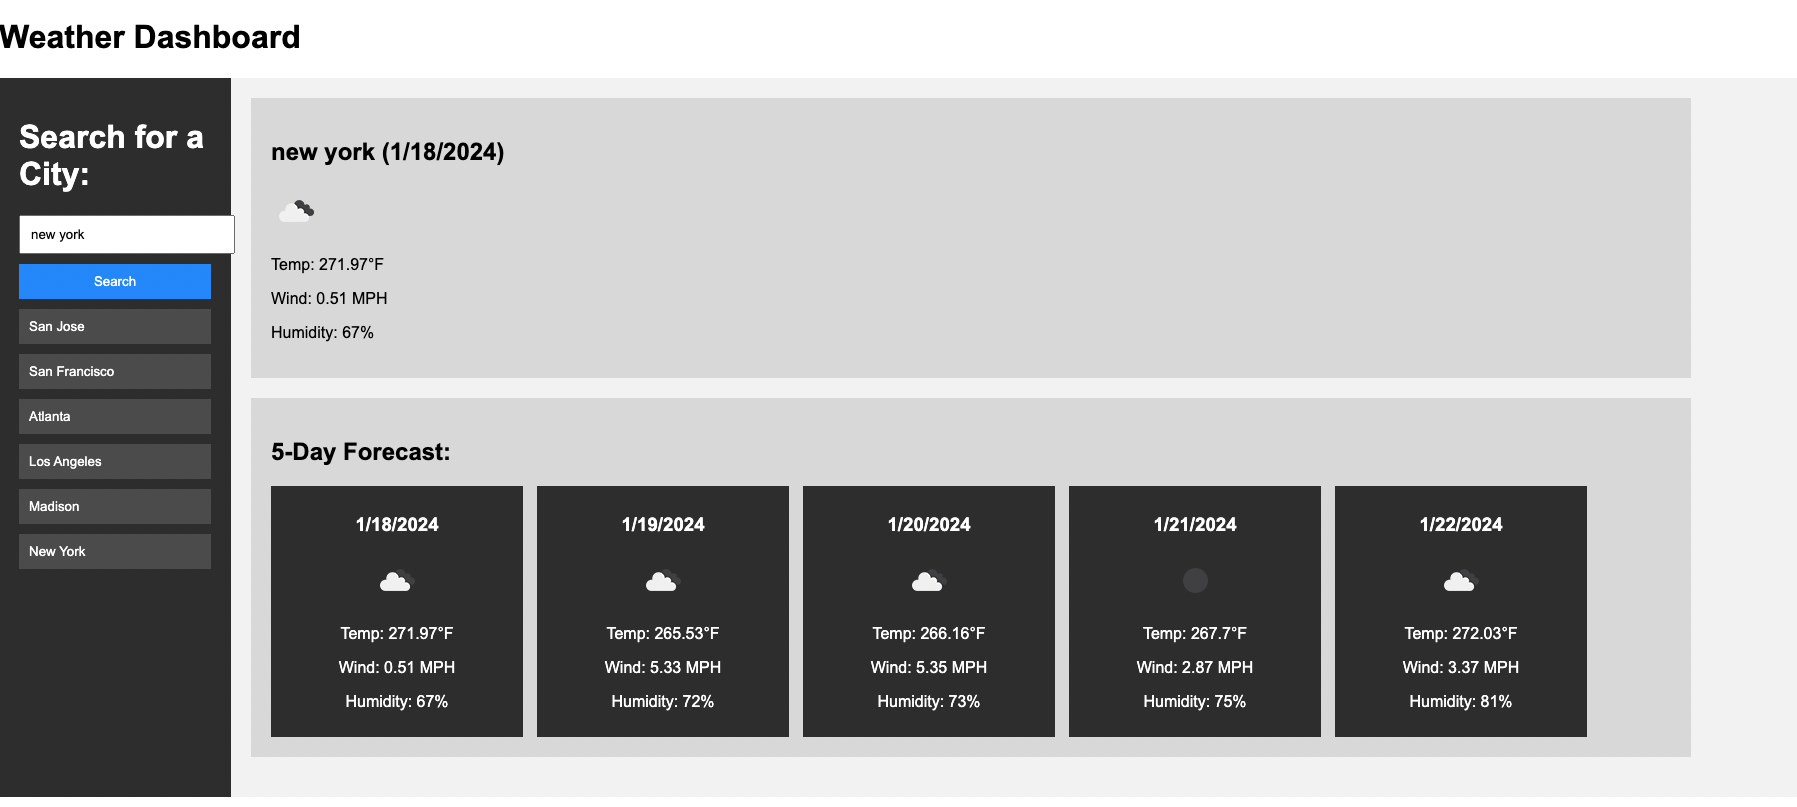 Weather Dashboard
Search for a
City:
new york
Search
San Jose
San Francisco
Atlanta
Los Angeles
Madison
New York
new york (1/18/2024)
Temp: 271.97°F
Wind: 0.51 MPH
Humidity: 67%
5-Day Forecast:
1/18/2024
Temp: 271.97°F
Wind: 0.51 MPH
Humidity: 67%
1/19/2024
Temp: 265.53°F
Wind: 5.33 MPH
Humidity: 72%
1/20/2024
Temp: 266.16°F
Wind: 5.35 MPH
Humidity: 73%
1/21/2024
Temp: 267.7°F
Wind: 2.87 MPH
Humidity: 75%
1/22/2024
Temp: 272.03°F
Wind: 3.37 MPH
Humidity: 81%